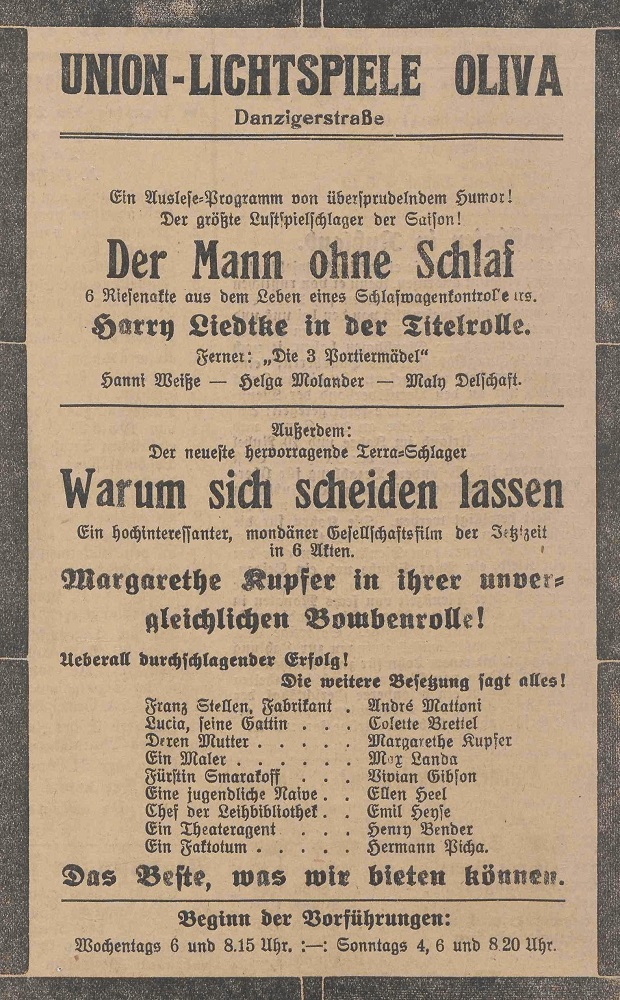 UNION-LICHTSPIELE OLIVA
Danzigerstraße
Ein Auslese-Programm von übersprudelndem Humor!
Der größte Lustspielschlager der Saison!
Der Mann ohne Schlaf
6 Riesenakte aus dem Leben eines Schlafwagenkontrolleurs.
Harry Liedtke in der Titelrolle.
Ferner: „Die 3 Portiermädel“
Hanni Weiße — Helga Molander — Maly Delschaft.
Außerdem:
Der neueste hervorragende Terra-Schlager
Warum sich scheiden lassen
Ein hochinteressanter, mondäner Gesellschaftsfilm der Jetztzeit
in 6 Akten.
Margarethe Kupfer in ihrer unver-
gleichlichen Bombenrolle!
Ueberall durchschlagender Erfolg!
Die weitere Besetzung sagt alles!
Franz Stellen, Fabrikant . André Mattoni
Lucia, seine Gattin . . . Colette Brettel
Deren Mutter . . . . . Margarethe Kupfer
Ein Maler . . . . . . Max Landa
Fürstin Smarakoff . . . Vivian Gibson
Eine jugendliche Naive . . Ellen Heel
Chef der Leihbibliothek . . Emil Heyse
Ein Theateragent . . . Henry Bender
Ein Faktotum . . . . . Hermann Picha.
Das Beste, was wir bieten können.
Beginn der Vorführungen:
Wochentags 6 und 8.15 Uhr. :—: Sonntags 4, 6 und 8 20 Uhr.